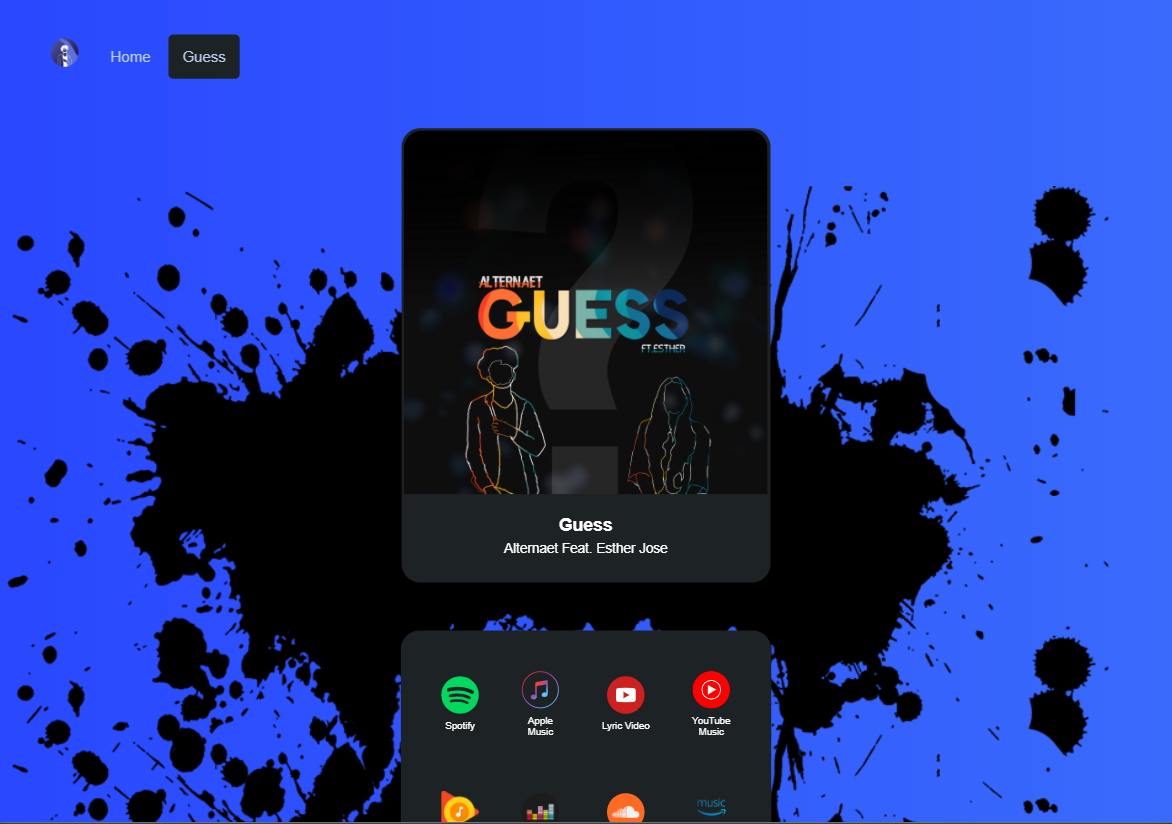 Home
Guess
ALTERNAET
GUESS
FT.ESTHER
Guess
Alternaet Feat. Esther Jose
Spotify
Apple
Music
Lyric Video
YouTube
Music
music